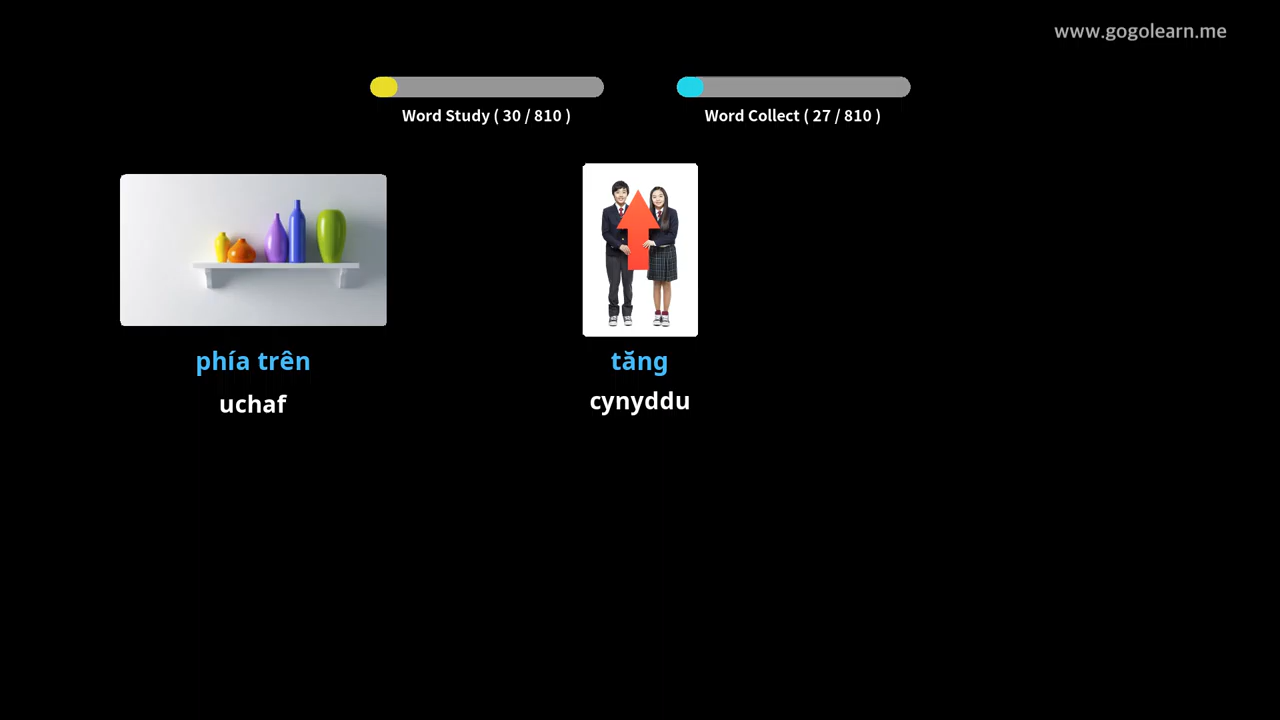 www.gogolearn.me
Word Study ( 30 / 810 )
Word Collect ( 27 / 810 )
phía trên
uchaf
tăng
cynyddu